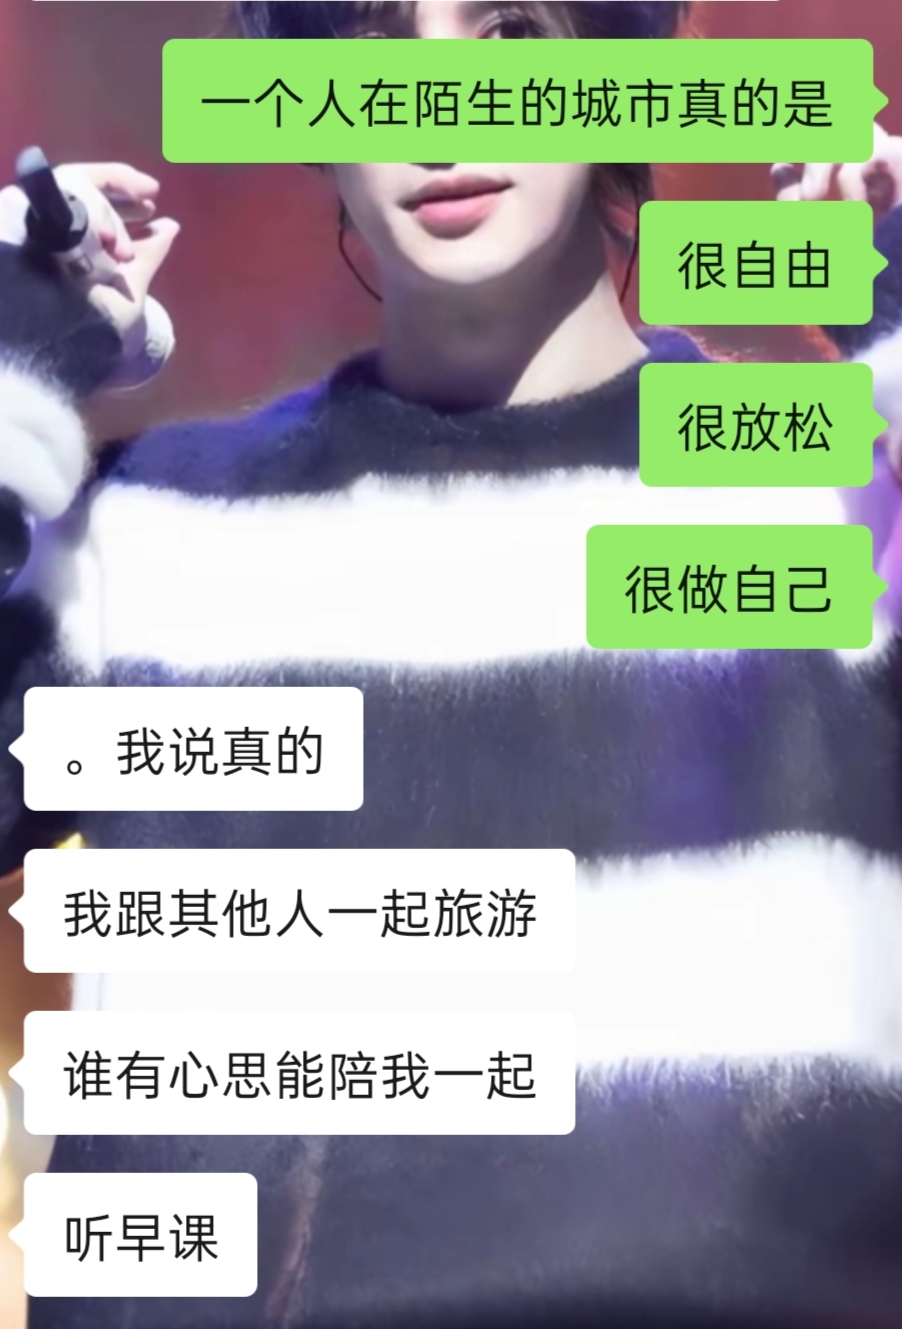 一个人在陌生的城市真的是
很自由
很放松
很做自己
。我说真的
我跟其他人一起旅游
谁有心思能陪我一起
听早课